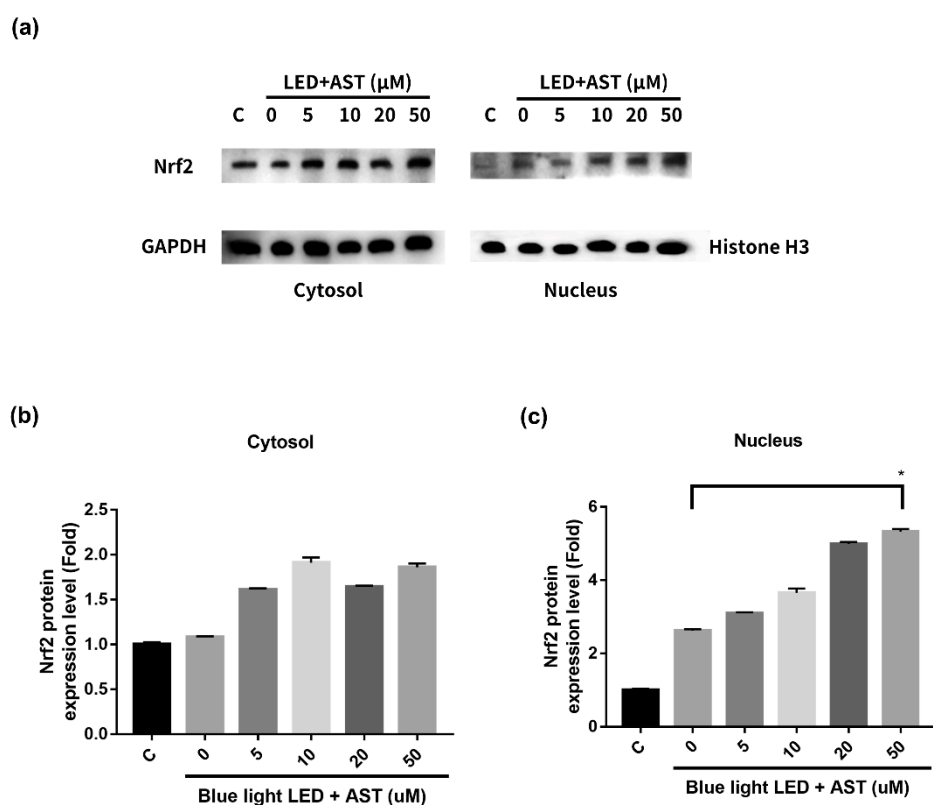 (a)
LED+AST (μM)
C 0 5 10 20 50
LED+AST (μM)
C 0 5 10 20 50
Nrf2
GAPDH
Histone H3
Cytosol
Nucleus
(b)
Cytosol
Nrf2 protein
expression level (Fold)
2.5
2.0
1.5
1.0
0.5
0.0
C 0 5 10 20 50
Blue light LED + AST (uM)
(c)
Nucleus
*
Nrf2 protein
expression level (Fold)
6
4
2
0
C 0 5 10 20 50
Blue light LED + AST (uM)